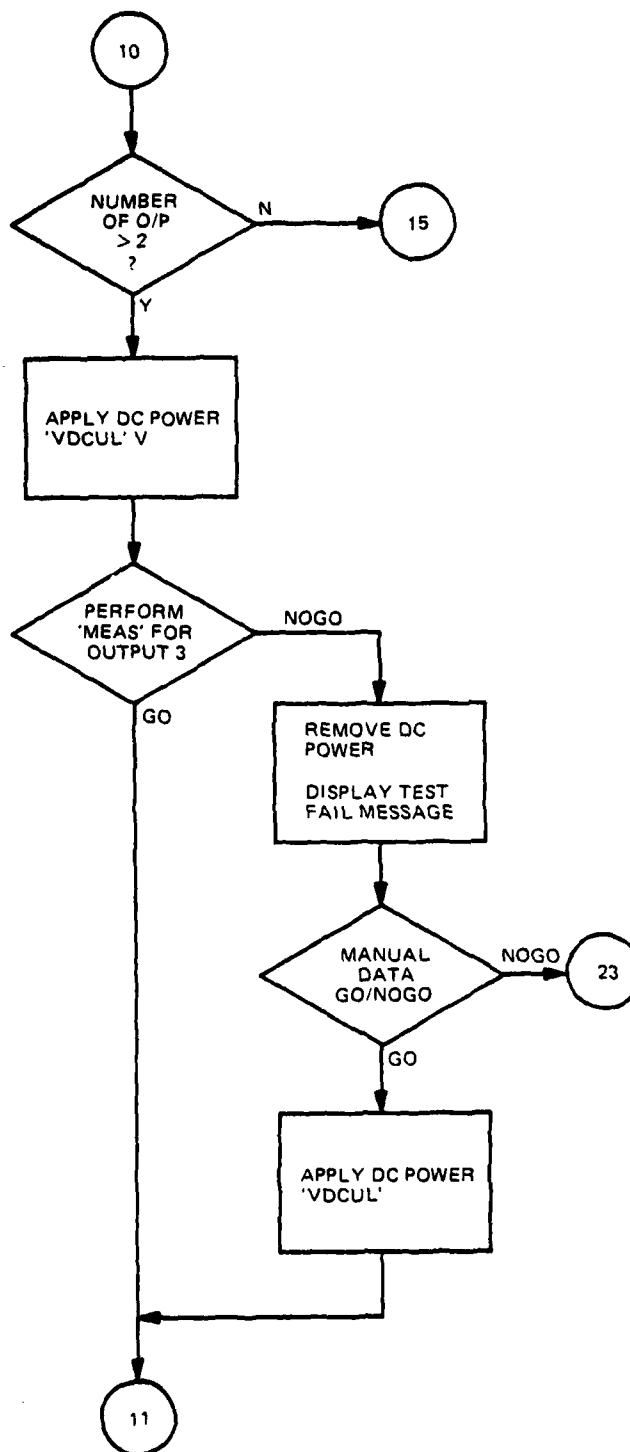 10
NUMBER
OF O/P
> 2
?
N
15
Y
APPLY DC POWER
'VDCUL' V
PERFORM
'MEAS' FOR
OUTPUT 3
NOGO
GO
REMOVE DC
POWER
DISPLAY TEST
FAIL MESSAGE
MANUAL
DATA
GO/NOGO
NOGO
23
GO
APPLY DC POWER
'VDCUL'
11